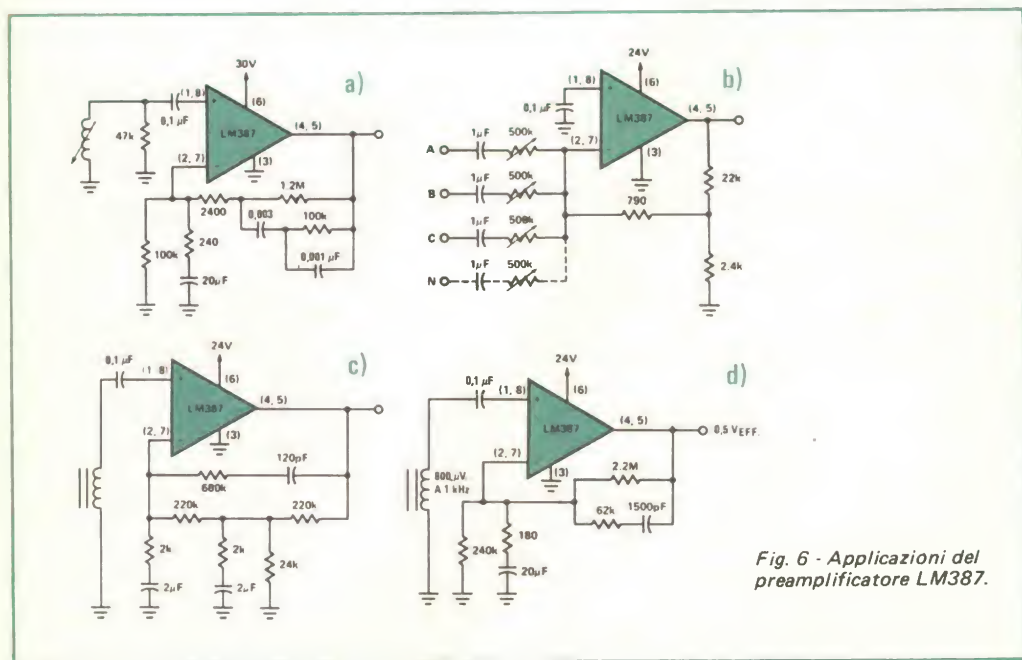 a)
30V
(1, 8)
(6)
0,1 µF
47k
LM387
(4, 5)
(2, 7)
(3)
1.2M
2400
0,003
100k
0,001 µF
100k
240
20µF
b)
24V
(1, 8)
(6)
0,1 µF
LM387
(4, 5)
(2, 7)
(3)
A
1µF
500k
B
1µF
500k
C
1µF
500k
N
1µF
500k
22k
790
2.4k
c)
24V
0,1 µF
(1, 8)
(6)
LM387
(4, 5)
(2, 7)
(3)
120pF
680k
220k
220k
2k
2k
24k
2µF
2µF
d)
24V
0,1 µF
(1, 8)
(6)
LM387
(4, 5)
0,5 VEFF.
(2, 7)
(3)
800µV
A 1 kHz
2.2M
62k
1500pF
240k
180
20µF
Fig. 6 - Applicazioni del
preamplificatore LM387.